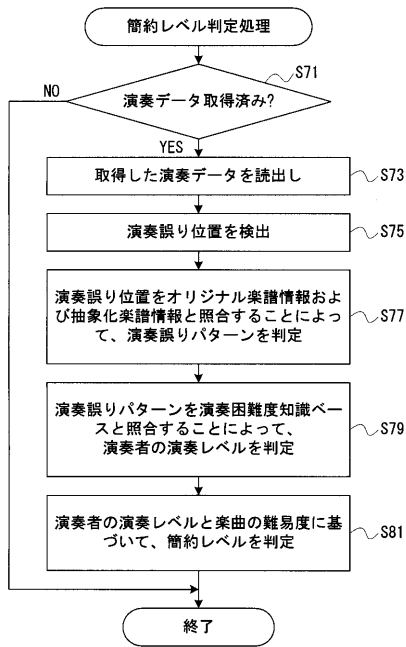 簡約レベル判定処理
S71
演奏データ取得済み?
NO
YES
取得した演奏データを読出し
S73
演奏誤り位置を検出
S75
演奏誤り位置をオリジナル楽譜情報およ
び抽象化楽譜情報と照合することによっ
て、演奏誤りパターンを判定
S77
演奏誤りパターンを演奏困難度知識ベー
スと照合することによって、
演奏者の演奏レベルを判定
S79
演奏者の演奏レベルと楽曲の難易度に基
づいて、簡約レベルを判定
S81
終了